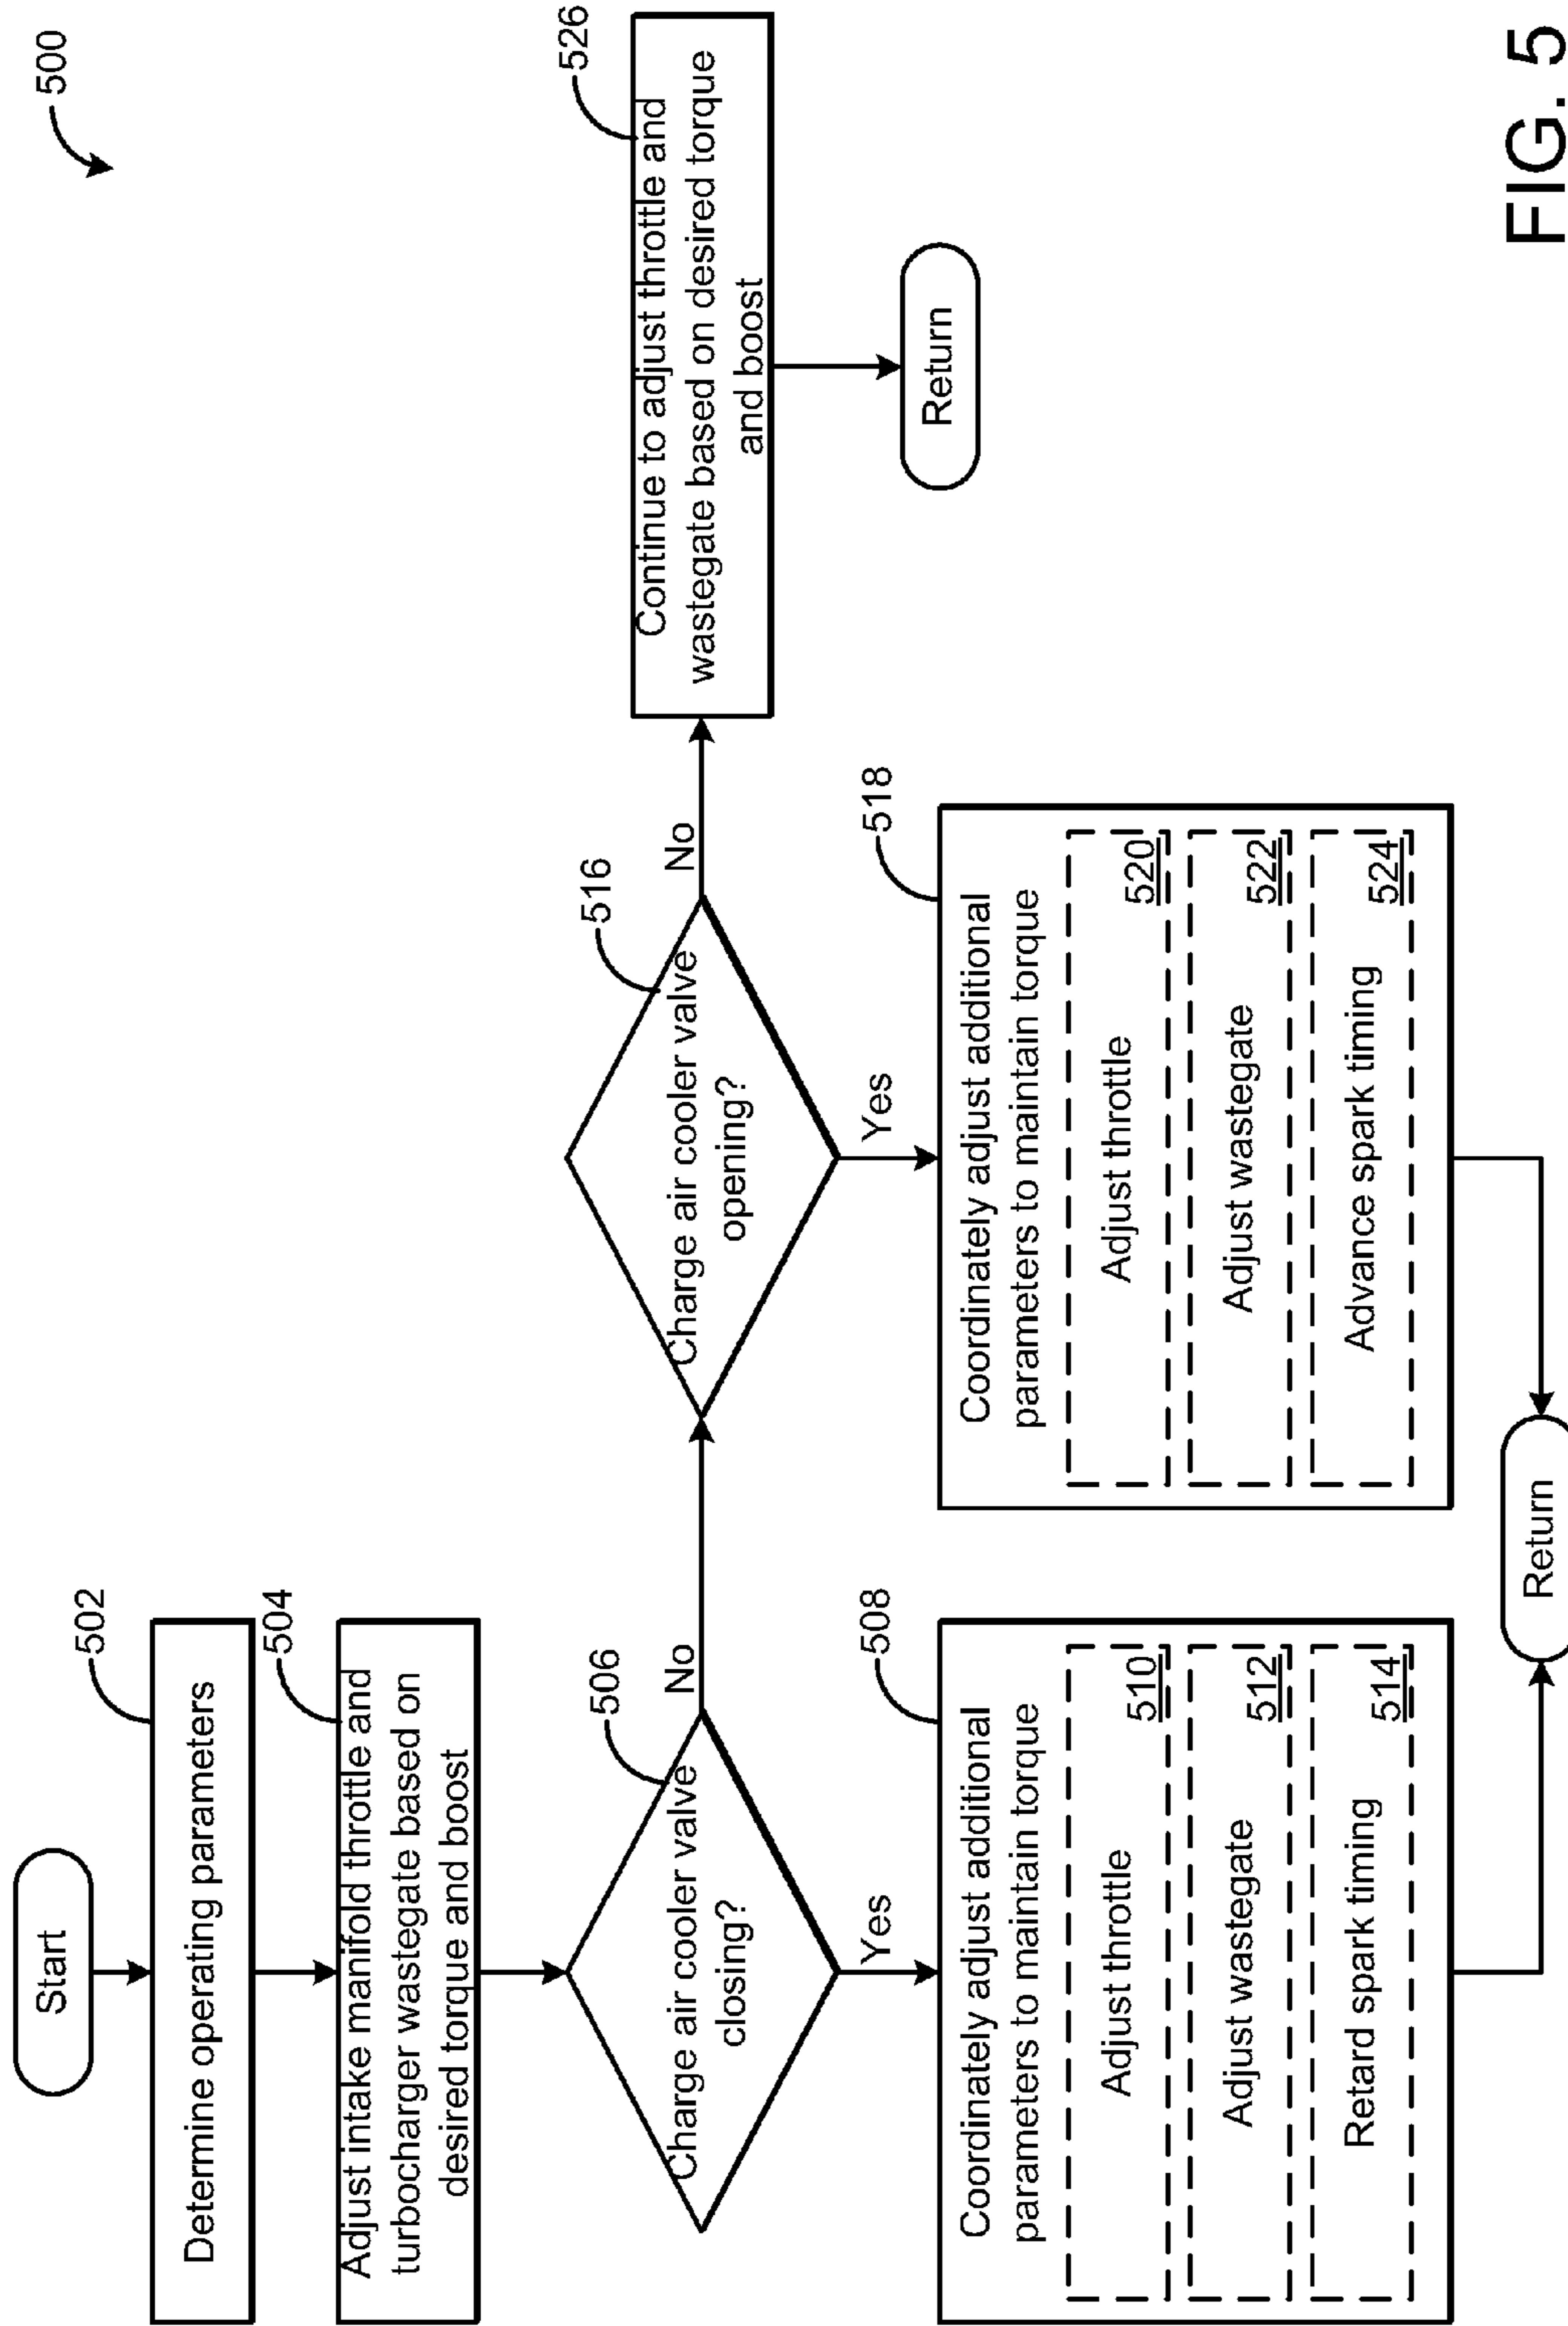 500
Start
502
Determine operating parameters
504
Adjust intake manifold throttle and
turbocharger wastegate based on
desired torque and boost
506
Charge air cooler valve
closing?
No
Yes
508
Coordinately adjust additional
parameters to maintain torque
Adjust throttle
510
Adjust wastegate
512
Retard spark timing
514
516
Charge air cooler valve
opening?
No
Yes
518
Coordinately adjust additional
parameters to maintain torque
Adjust throttle
520
Adjust wastegate
522
Advance spark timing
524
Return
526
Continue to adjust throttle and
wastegate based on desired torque
and boost
Return
FIG. 5